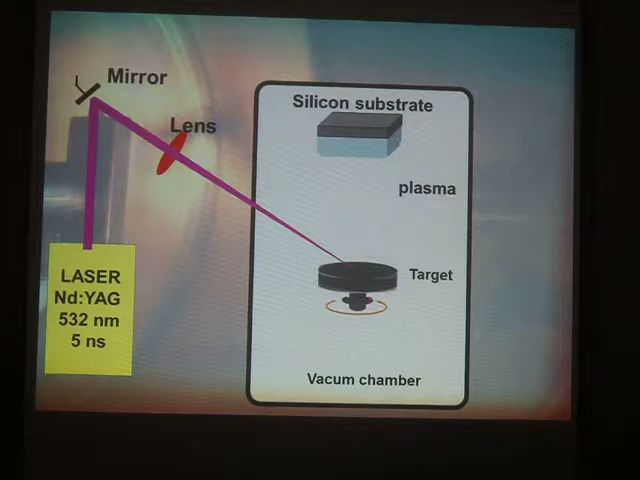 Mirror
Lens
Silicon substrate
plasma
Target
LASER
Nd:YAG
532 nm
5 ns
Vacum chamber